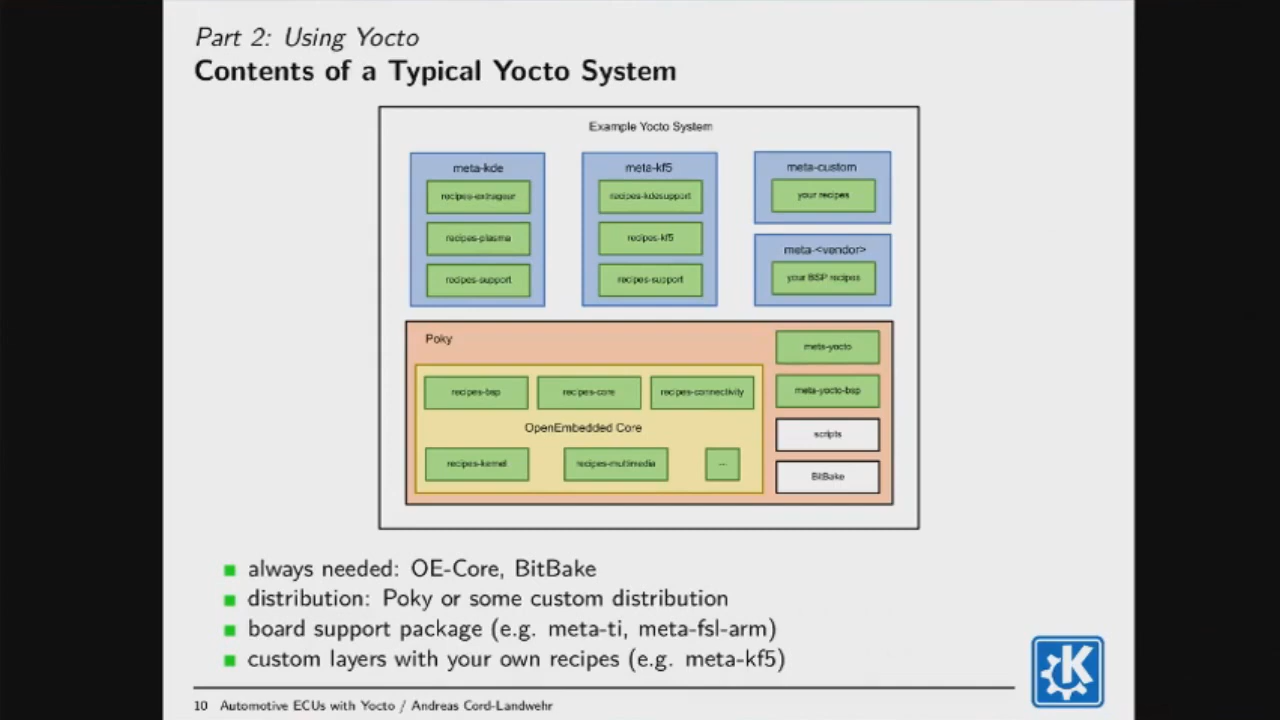 Part 2: Using Yocto
Contents of a Typical Yocto System
Example Yocto System
meta-kde
recipes-extragear
recipes-plasma
recipes-support
meta-kf5
recipes-kdesupport
recipes-kf5
recipes-support
meta-custom
your recipes
meta-<vendor>
your BSP recipes
Poky
recipes-bsp
recipes-core
recipes-connectivity
OpenEmbedded Core
recipes-kernel
recipes-multimedia
...
meta-yocto
meta-yocto-bsp
scripts
BitBake
always needed: OE-Core, BitBake
distribution: Poky or some custom distribution
board support package (e.g. meta-ti, meta-fsl-arm)
custom layers with your own recipes (e.g. meta-kf5)
10 Automotive ECUs with Yocto / Andreas Cord-Landwehr
K